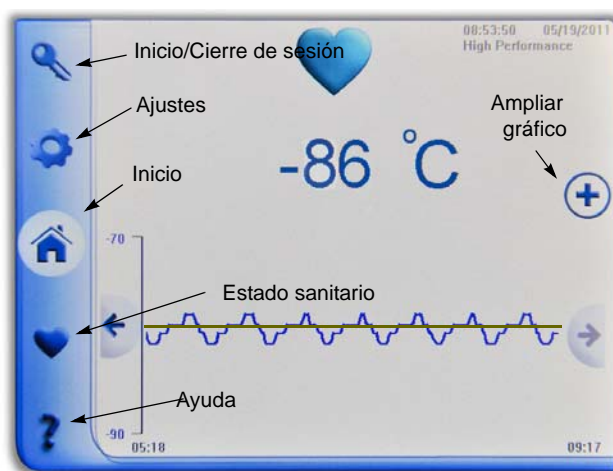 08:53:50 05/19/2011
High Performance
Inicio/Cierre de sesión
Ajustes
Ampliar
gráfico
-86 °C
Inicio
-70
Estado sanitario
Ayuda
-90
05:18 09:17